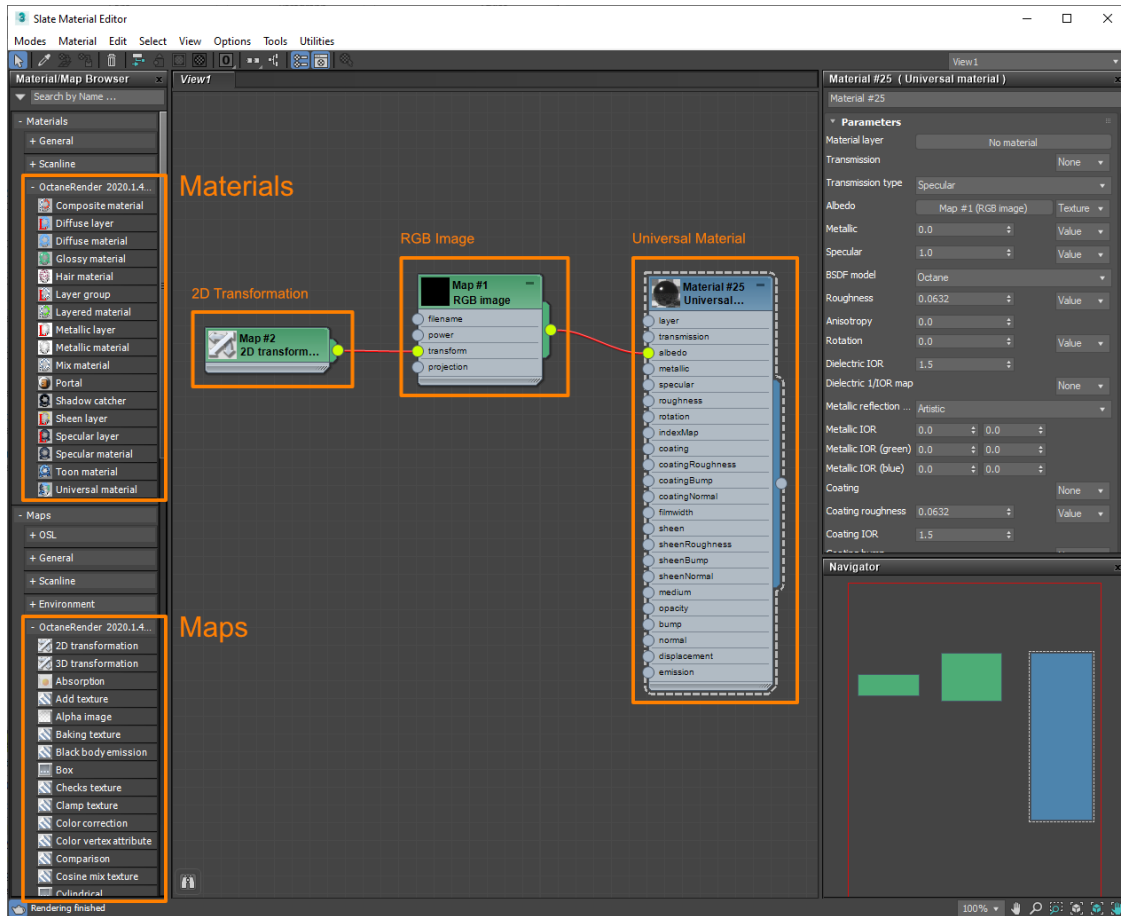 Slate Material Editor
Modes Material Edit Select View Options Tools Utilities
View1
Material/Map Browser
Search by Name ...
- Materials
+ General
+ Scanline
- OctaneRender 2020.1.4...
Composite material
Diffuse layer
Diffuse material
Glossy material
Hair material
Layer group
Layered material
Metallic layer
Metallic material
Mix material
Portal
Shadow catcher
Sheen layer
Specular layer
Specular material
Toon material
Universal material
- Maps
+ OSL
+ General
+ Scanline
+ Environment
- OctaneRender 2020.1.4...
2D transformation
3D transformation
Absorption
Add texture
Alpha image
Baking texture
Black body emission
Box
Checks texture
Clamp texture
Color correction
Color vertex attribute
Comparison
Cosine mix texture
Cylindrical
View1
Materials
Maps
2D Transformation
Map #2
2D transform...
RGB Image
Map #1
RGB image
filename
power
transform
projection
Universal Material
Material #25
Universal...
layer
transmission
albedo
metallic
specular
roughness
rotation
indexMap
coating
coatingRoughness
coatingBump
coatingNormal
filmwidth
sheen
sheenRoughness
sheenBump
sheenNormal
medium
opacity
bump
normal
displacement
emission
Material #25 ( Universal material )
Material #25
Parameters
Material layer No material
Transmission None
Transmission type Specular
Albedo Map #1 (RGB image) Texture
Metallic 0.0 Value
Specular 1.0 Value
BSDF model Octane
Roughness 0.0632 Value
Anisotropy 0.0
Rotation 0.0 Value
Dielectric IOR 1.5
Dielectric 1/IOR map None
Metallic reflection ... Artistic
Metallic IOR 0.0 0.0
Metallic IOR (green) 0.0 0.0
Metallic IOR (blue) 0.0 0.0
Coating None
Coating roughness 0.0632 Value
Coating IOR 1.5
Navigator
Rendering finished
100%